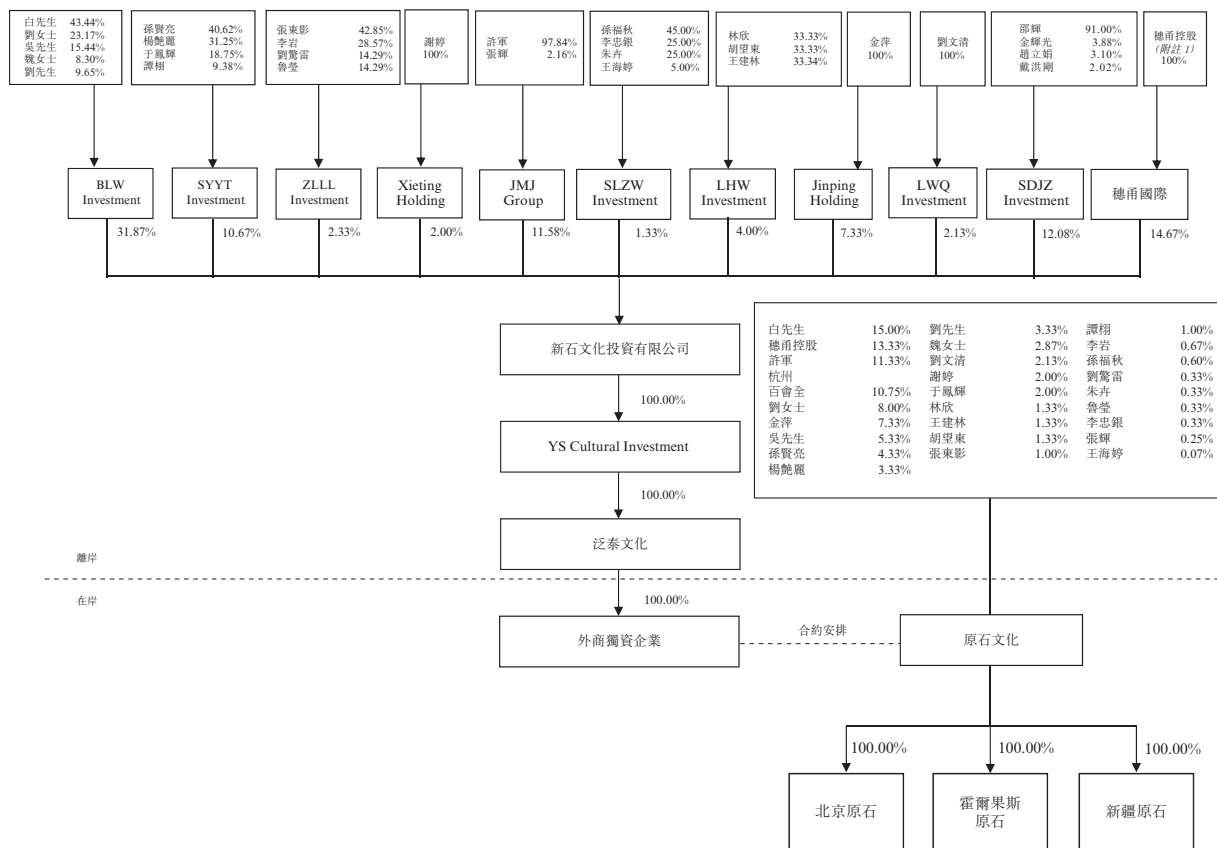 白先生 43.44%
劉女士 23.17%
吳先生 15.44%
魏女士 8.30%
劉先生 9.65%
孫賢亮 40.62%
楊艷麗 31.25%
于鳳輝 18.75%
譚栩 9.38%
張東影 42.85%
李岩 28.57%
劉驚雷 14.29%
魯瑩 14.29%
謝婷
100%
許軍 97.84%
張輝 2.16%
孫福秋 45.00%
李忠銀 25.00%
朱卉 25.00%
王海婷 5.00%
林欣 33.33%
胡望東 33.33%
王建林 33.34%
金萍
100%
劉文清
100%
邵輝 91.00%
金輝光 3.88%
趙立娟 3.10%
戴洪剛 2.02%
穗甬控股
(附註 1)
100%
BLW
Investment
SYYT
Investment
ZLLL
Investment
Xieting
Holding
JMJ
Group
SLZW
Investment
LHW
Investment
Jinping
Holding
LWQ
Investment
SDJZ
Investment
穗甬國際
31.87% 10.67% 2.33% 2.00% 11.58% 1.33% 4.00% 7.33% 2.13% 12.08% 14.67%
新石文化投資有限公司
100.00%
YS Cultural Investment
100.00%
泛泰文化
白先生 15.00% 劉先生 3.33% 譚栩 1.00%
穗甬控股 13.33% 魏女士 2.87% 李岩 0.67%
許軍 11.33% 劉文清 2.13% 孫福秋 0.60%
杭州 謝婷 2.00% 劉驚雷 0.33%
百會全 10.75% 于鳳輝 2.00% 朱卉 0.33%
劉女士 8.00% 林欣 1.33% 魯瑩 0.33%
金萍 7.33% 王建林 1.33% 李忠銀 0.33%
吳先生 5.33% 胡望東 1.33% 張輝 0.25%
孫賢亮 4.33% 張東影 1.00% 王海婷 0.07%
楊艷麗 3.33%
離岸
在岸
100.00%
外商獨資企業
合約安排
原石文化
100.00% 100.00% 100.00%
北京原石
霍爾果斯
原石
新疆原石